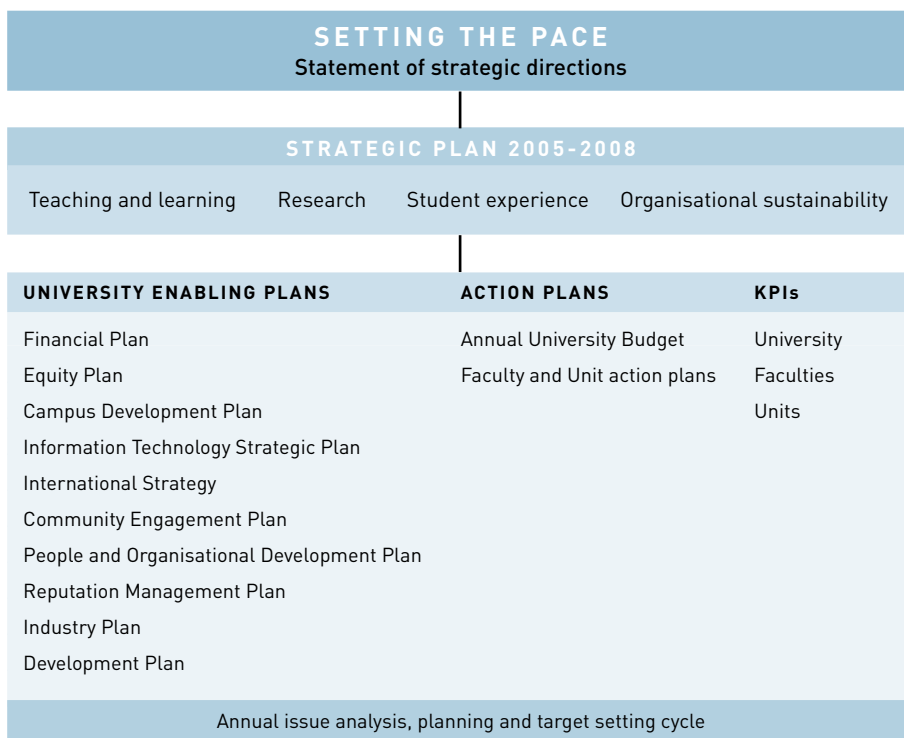 SETTING THE PACE
Statement of strategic directions
STRATEGIC PLAN 2005-2008
Teaching and learning Research Student experience Organisational sustainability
UNIVERSITY ENABLING PLANS
Financial Plan
Equity Plan
Campus Development Plan
Information Technology Strategic Plan
International Strategy
Community Engagement Plan
People and Organisational Development Plan
Reputation Management Plan
Industry Plan
Development Plan
ACTION PLANS
Annual University Budget
Faculty and Unit action plans
KPIs
University
Faculties
Units
Annual issue analysis, planning and target setting cycle